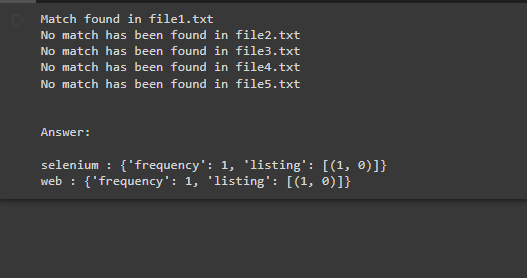 Match found in file1.txt
No match has been found in file2.txt
No match has been found in file3.txt
No match has been found in file4.txt
No match has been found in file5.txt
Answer:
selenium : {'frequency': 1, 'listing': [(1, 0)]}
web : {'frequency': 1, 'listing': [(1, 0)]}